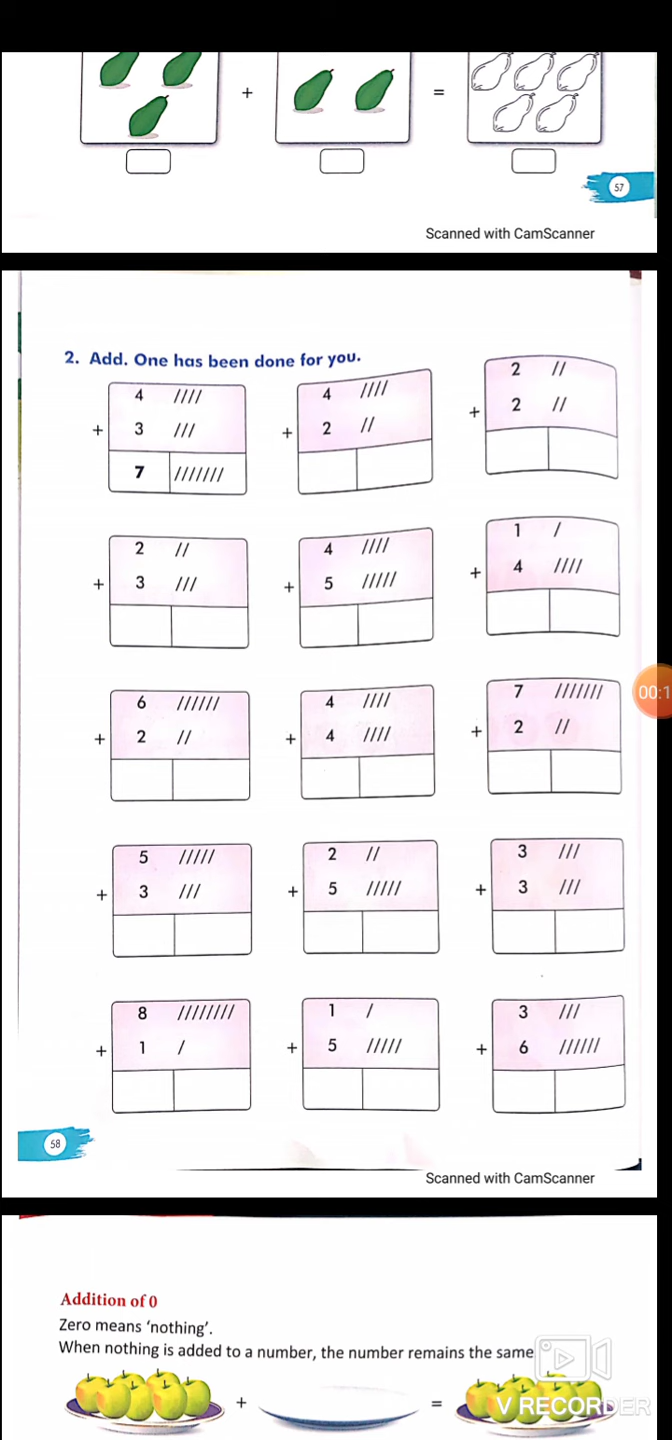 + =
57
Scanned with CamScanner
2. Add. One has been done for you.
4 //// 4 //// 2 //
+ 3 /// + 2 // + 2 //
7 ///////
2 // 4 //// 1 /
+ 3 /// + 5 ///// + 4 ////
6 ////// 4 //// 7 ///////
+ 2 // + 4 //// + 2 //
5 ///// 2 // 3 ///
+ 3 /// + 5 ///// + 3 ///
8 //////// 1 / 3 ///
+ 1 / + 5 ///// + 6 //////
58
Scanned with CamScanner
Addition of 0
Zero means ‘nothing’.
When nothing is added to a number, the number remains the same
+ =
V RECORDER
00:1